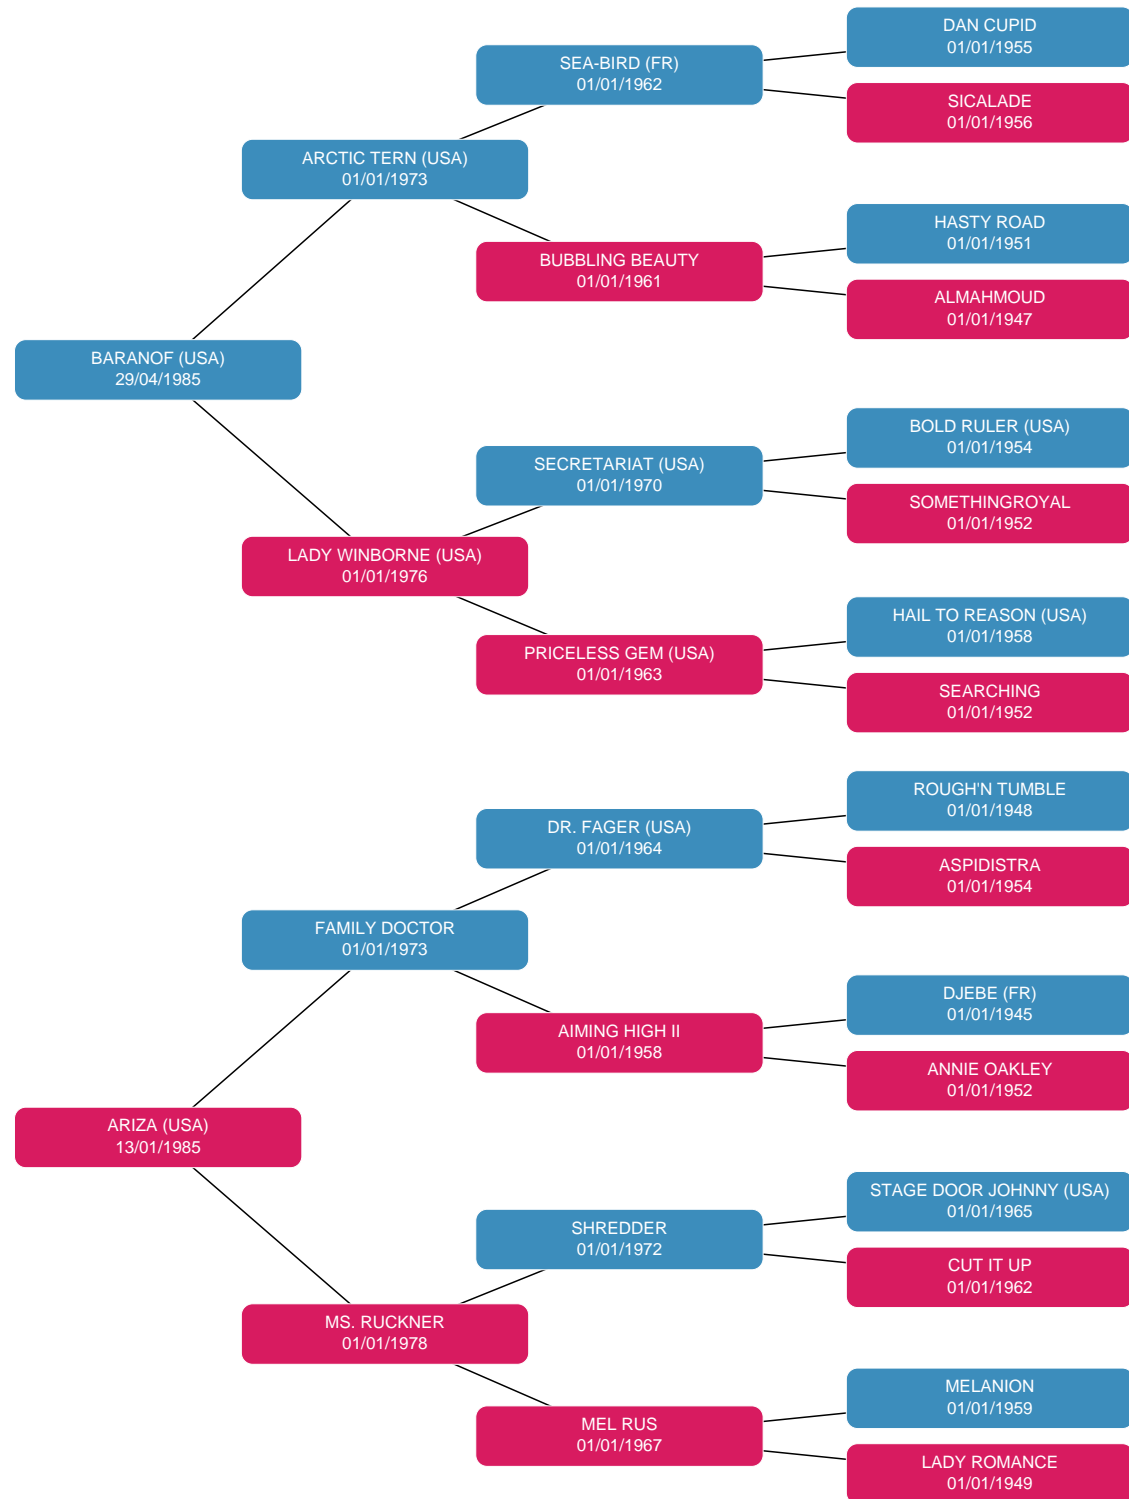 DAN CUPID
01/01/1955
SEA-BIRD (FR)
01/01/1962
SICALADE
01/01/1956
ARCTIC TERN (USA)
01/01/1973
HASTY ROAD
01/01/1951
BUBBLING BEAUTY
01/01/1961
ALMAHMOUD
01/01/1947
BARANOF (USA)
29/04/1985
BOLD RULER (USA)
01/01/1954
SECRETARIAT (USA)
01/01/1970
SOMETHINGROYAL
01/01/1952
LADY WINBORNE (USA)
01/01/1976
HAIL TO REASON (USA)
01/01/1958
PRICELESS GEM (USA)
01/01/1963
SEARCHING
01/01/1952
ROUGH'N TUMBLE
01/01/1948
DR. FAGER (USA)
01/01/1964
ASPIDISTRA
01/01/1954
FAMILY DOCTOR
01/01/1973
DJEBE (FR)
01/01/1945
AIMING HIGH II
01/01/1958
ANNIE OAKLEY
01/01/1952
ARIZA (USA)
13/01/1985
STAGE DOOR JOHNNY (USA)
01/01/1965
SHREDDER
01/01/1972
CUT IT UP
01/01/1962
MS. RUCKNER
01/01/1978
MELANION
01/01/1959
MEL RUS
01/01/1967
LADY ROMANCE
01/01/1949